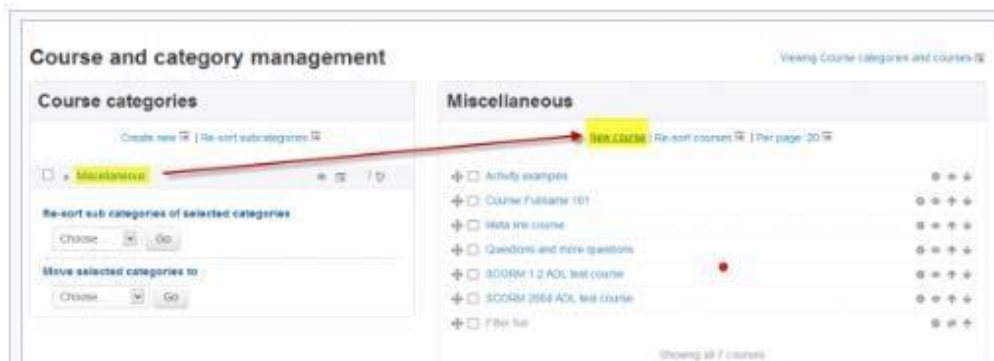 Course and category management
Viewing Course categories and courses
Course categories
Create new | Re-sort subcategories
Miscellaneous
Re-sort sub categories of selected categories
Choose... Go
Move selected categories to
Choose... Go
Miscellaneous
New course | Re-sort courses | Per page: 20
Activity examples
Course Fullname 101
Meta link course
Questions and more questions
SCORM 1.2 ADL test course
SCORM 2004 ADL test course
Filter fun
Showing all 7 courses